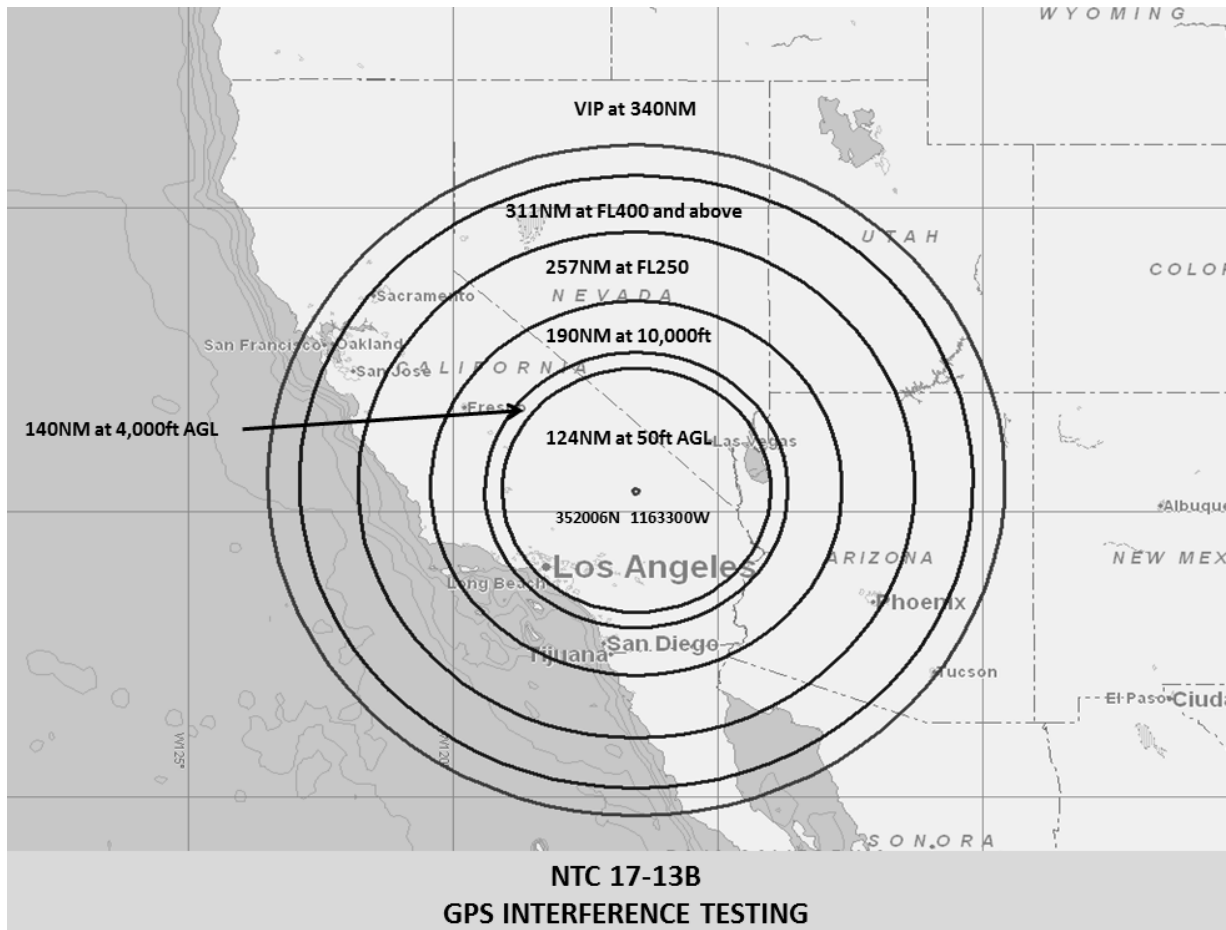 WYOMING
VIP at 340NM
311NM at FL400 and above
UTAH
257NM at FL250
COLOR
Sacramento
NEVADA
190NM at 10,000ft
San Francisco
Oakland
San Jose
CALIFORNIA
Fresno
140NM at 4,000ft AGL
124NM at 50ft AGL
Las Vegas
352006N 1163300W
Albuque
Los Angeles
ARIZONA
NEW MEX
Long Beach
Phoenix
San Diego
Tijuana
Tucson
El Paso
Ciuda
W125°
W120°
SONORA
NTC 17-13B
GPS INTERFERENCE TESTING